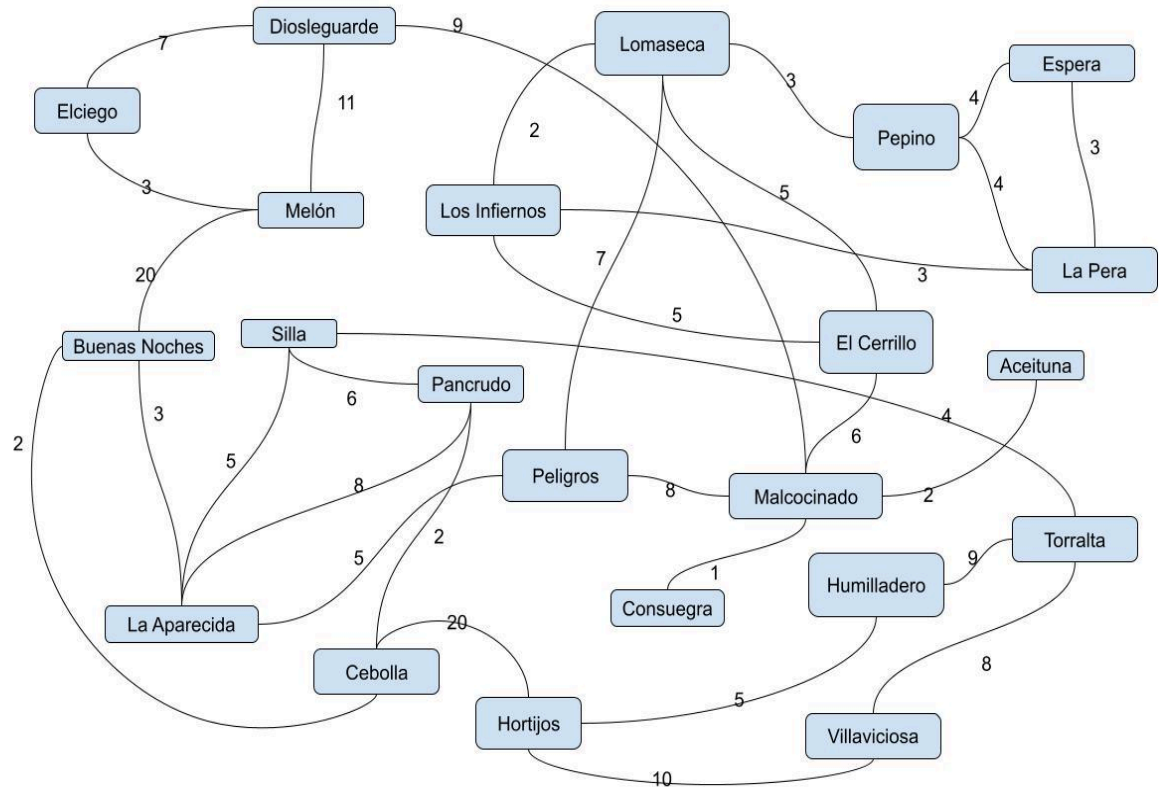 Diosleguarde
9
Lomaseca
7
Espera
3
4
Elciego
11
2
Pepino
3
4
3
Melón
Los Infiernos
5
7
La Pera
20
3
5
Silla
Buenas Noches
El Cerrillo
Aceituna
Pancrudo
6
3
4
2
6
5
8
Peligros
8
Malcocinado
2
2
5
Torralta
9
1
Humilladero
Consuegra
La Aparecida
20
Cebolla
8
5
Hortijos
Villaviciosa
10